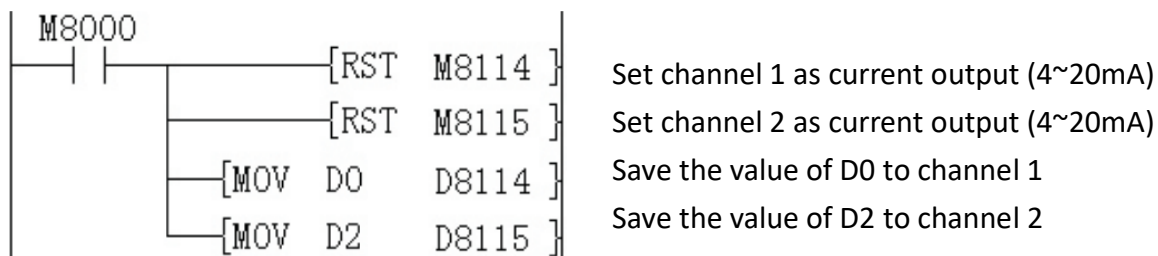 M8000
[RST M8114 ] Set channel 1 as current output (4~20mA)
[RST M8115 ] Set channel 2 as current output (4~20mA)
[MOV D0 D8114 ] Save the value of D0 to channel 1
[MOV D2 D8115 ] Save the value of D2 to channel 2